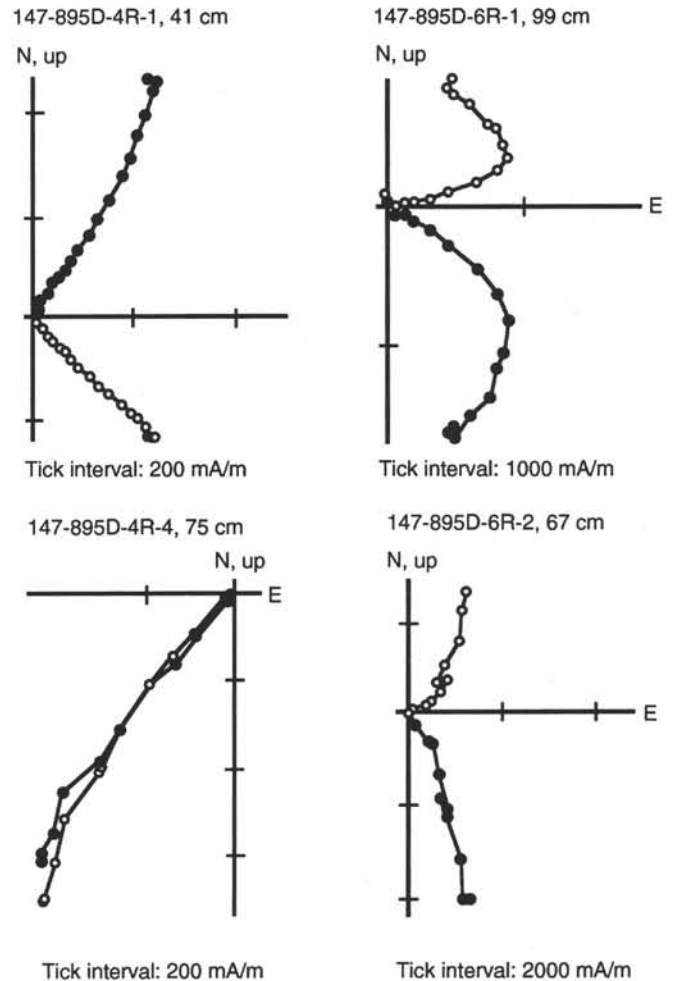 147-895D-4R-1, 41 cm
N, up
Tick interval: 200 mA/m
147-895D-6R-1, 99 cm
N, up
E
Tick interval: 1000 mA/m
147-895D-4R-4, 75 cm
N, up
E
Tick interval: 200 mA/m
147-895D-6R-2, 67 cm
N, up
E
Tick interval: 2000 mA/m